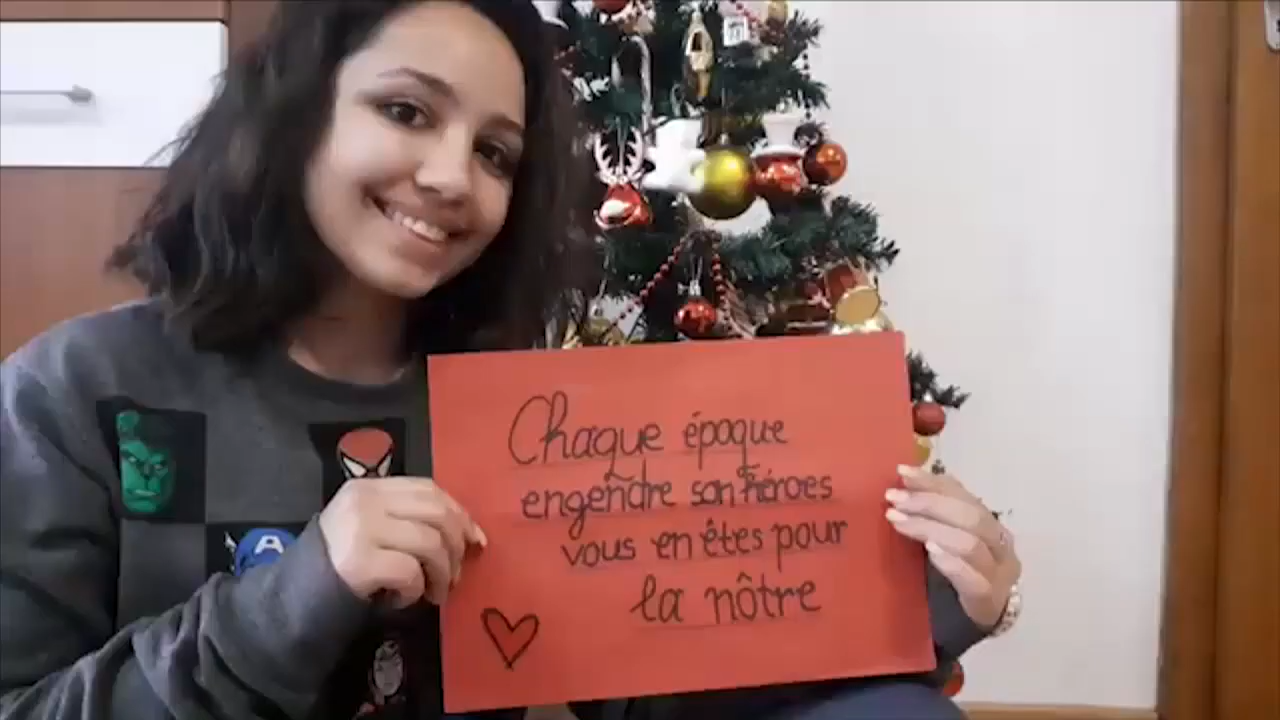 Chaque époque
engendre son héroes
vous en êtes pour
la nôtre